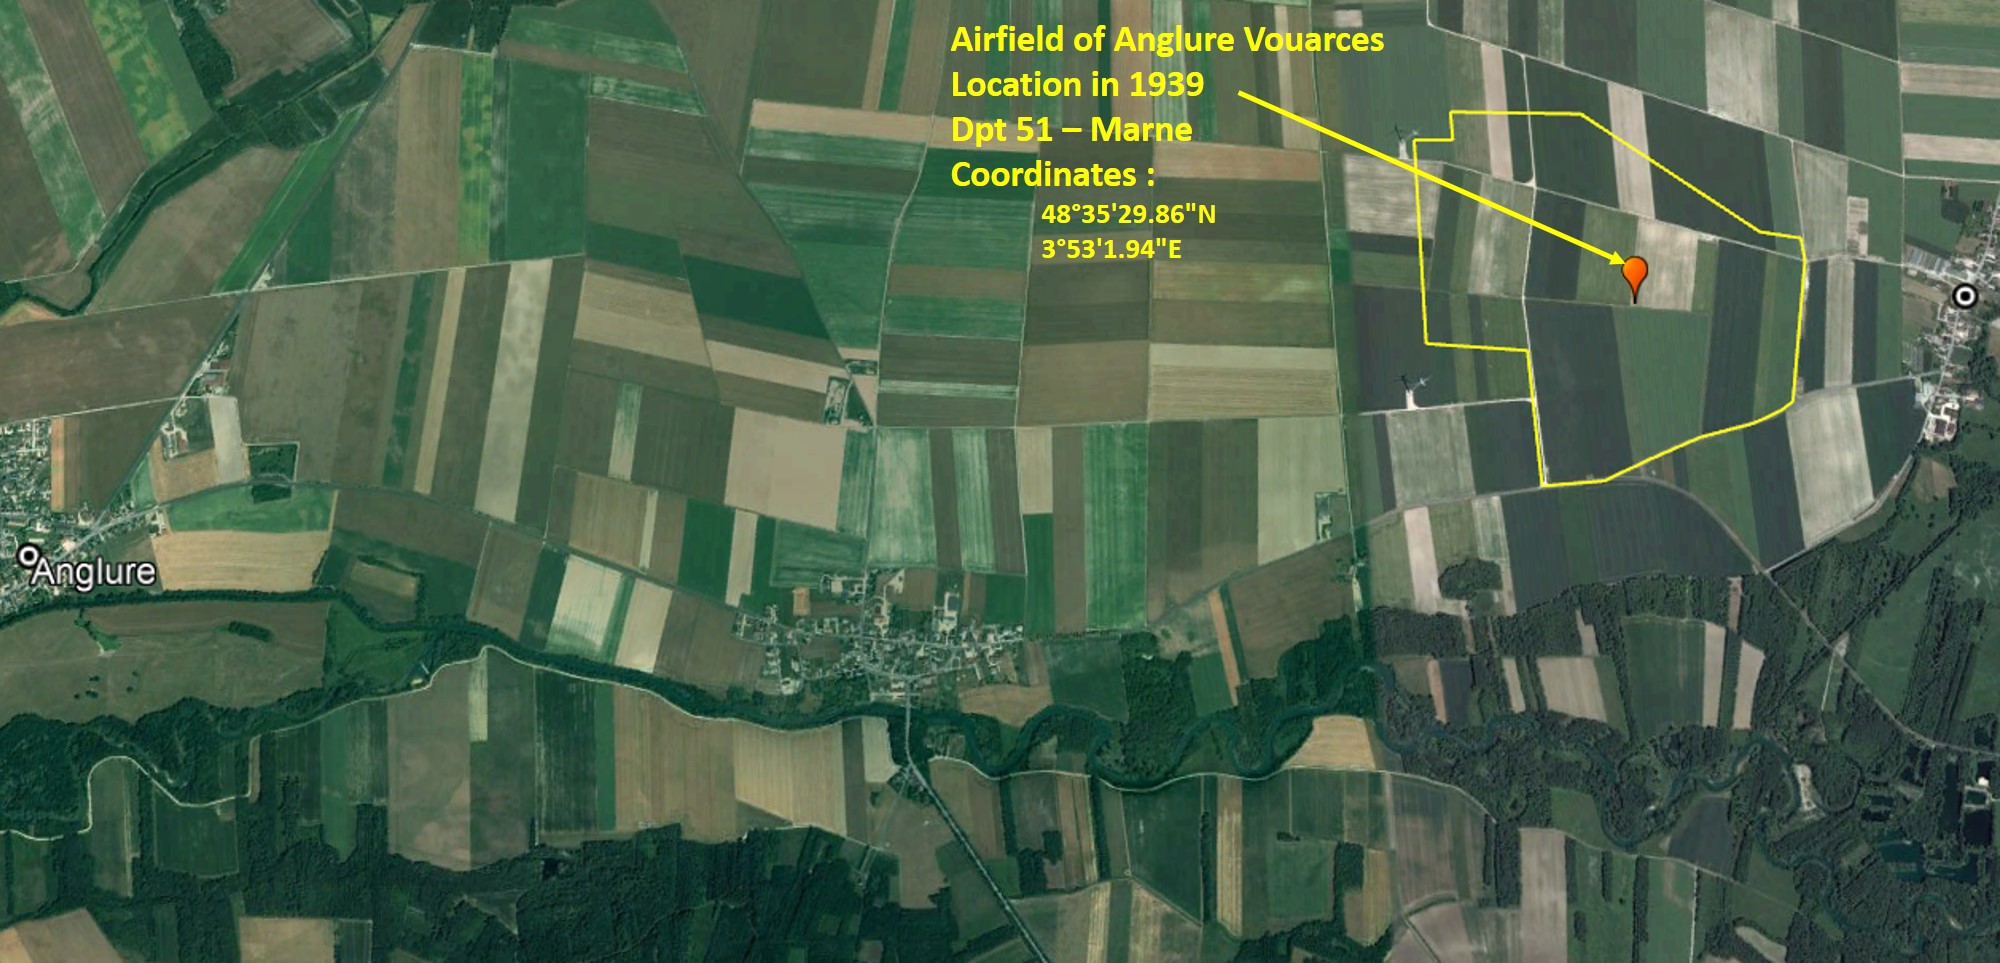 Airfield of Anglure Vouarces
Location in 1939
Dpt 51 – Marne
Coordinates :
48°35'29.86"N
3°53'1.94"E
Anglure